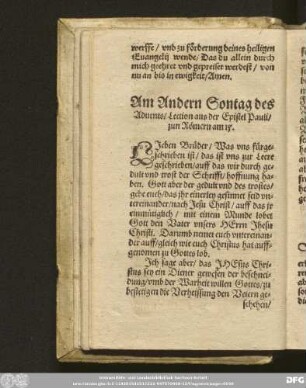 werffe / vnd zu förderung deines heiligen
Euangelij wende / Das du allein durch
mich geehret vnd gepreiset werdest / von
nu an bis in ewigkeit / Amen.
Am Andern Sontag des
Aduents / Lection aus der Epistel Pauli /
zun Römern am 15.
LIeben Brüder / Was vns fürge-
schrieben ist / das ist vns zur Lere
geschrieben / auff das wir durch ge-
dult vnd trost der Schrifft / hoffnung ha-
ben. Gott aber der gedult vnd des trostes /
gebe euch / das jr einerley gesinnet seid vn-
tereinander / nach Jesu Christ / auff das jr
einmütiglich / mit einem Munde lobet
Gott den Vater vnsers HErrn Jhesu
Christi. Darumb nemet euch vntereinan-
der auff / gleich wie euch Christus hat auff-
genomen zu Gottes lob.
Ich sage aber / das JHEsus Chri-
stus sey ein Diener gewesen der beschnei-
dung / vmb der Warheit willen Gottes / zu
bestetigen die Verheissung den Vetern ge-
schehen /